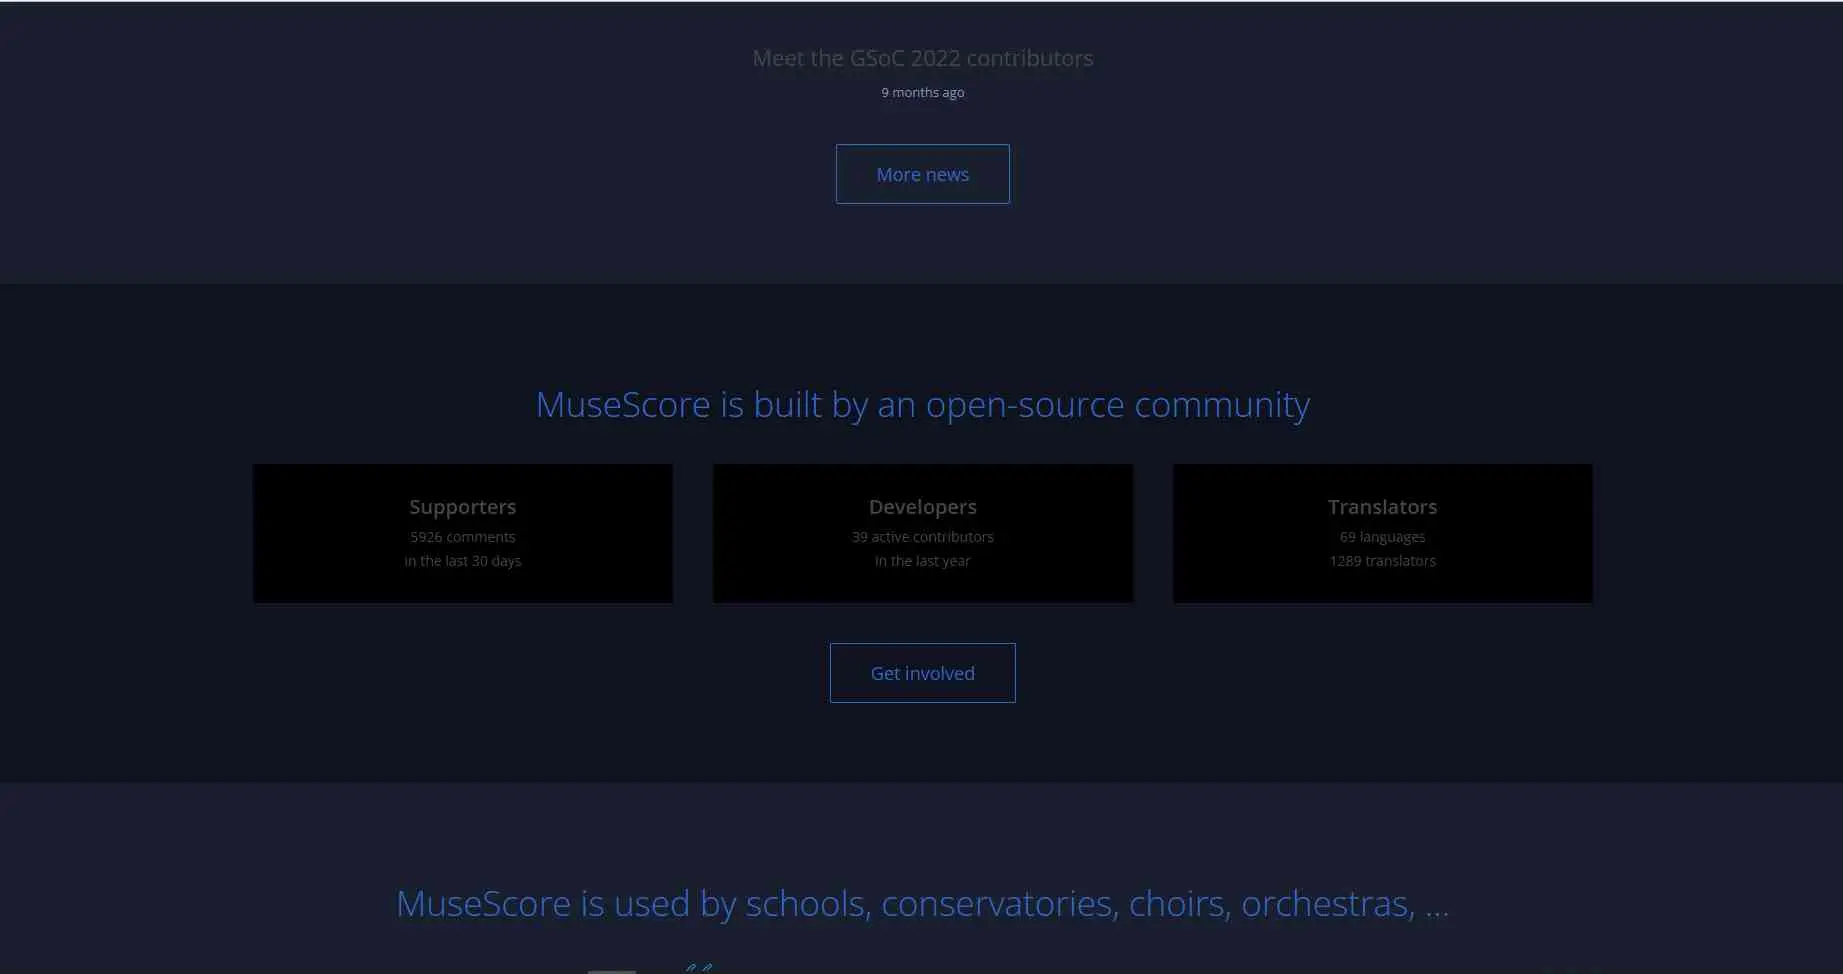 Meet the GSoC 2022 contributors
9 months ago
More news
MuseScore is built by an open-source community
Supporters
5926 comments
in the last 30 days
Developers
39 active contributors
in the last year
Translators
69 languages
1289 translators
Get involved
MuseScore is used by schools, conservatories, choirs, orchestras, ...